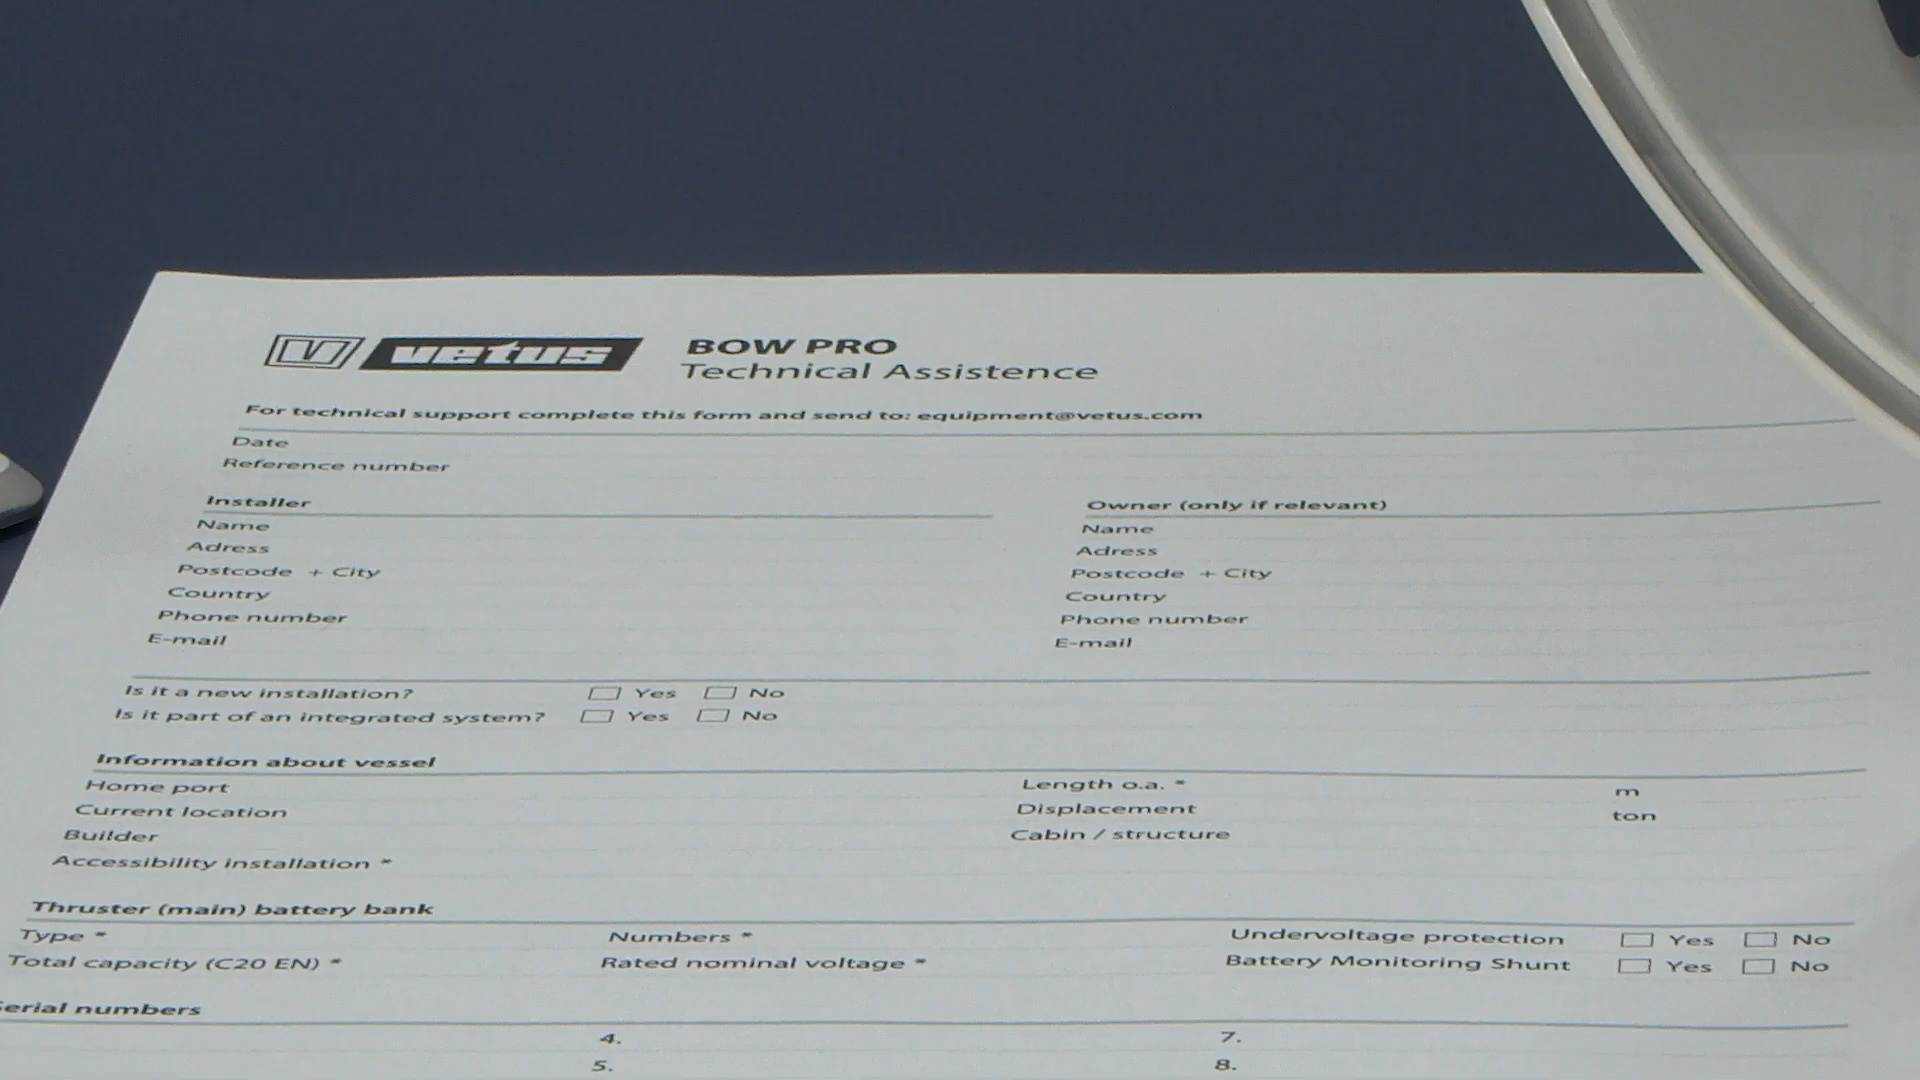 V vetus BOW PRO
Technical Assistence
For technical support complete this form and send to: equipment@vetus.com
Date
Reference number
Installer
Name
Adress
Postcode + City
Country
Phone number
E-mail
Owner (only if relevant)
Name
Adress
Postcode + City
Country
Phone number
E-mail
Is it a new installation? Yes No
Is it part of an integrated system? Yes No
Information about vessel
Home port Length o.a. * m
Current location Displacement ton
Builder Cabin / structure
Accessibility installation *
Thruster (main) battery bank
Type * Numbers * Undervoltage protection Yes No
Total capacity (C20 EN) * Rated nominal voltage * Battery Monitoring Shunt Yes No
Serial numbers
4. 7.
5. 8.